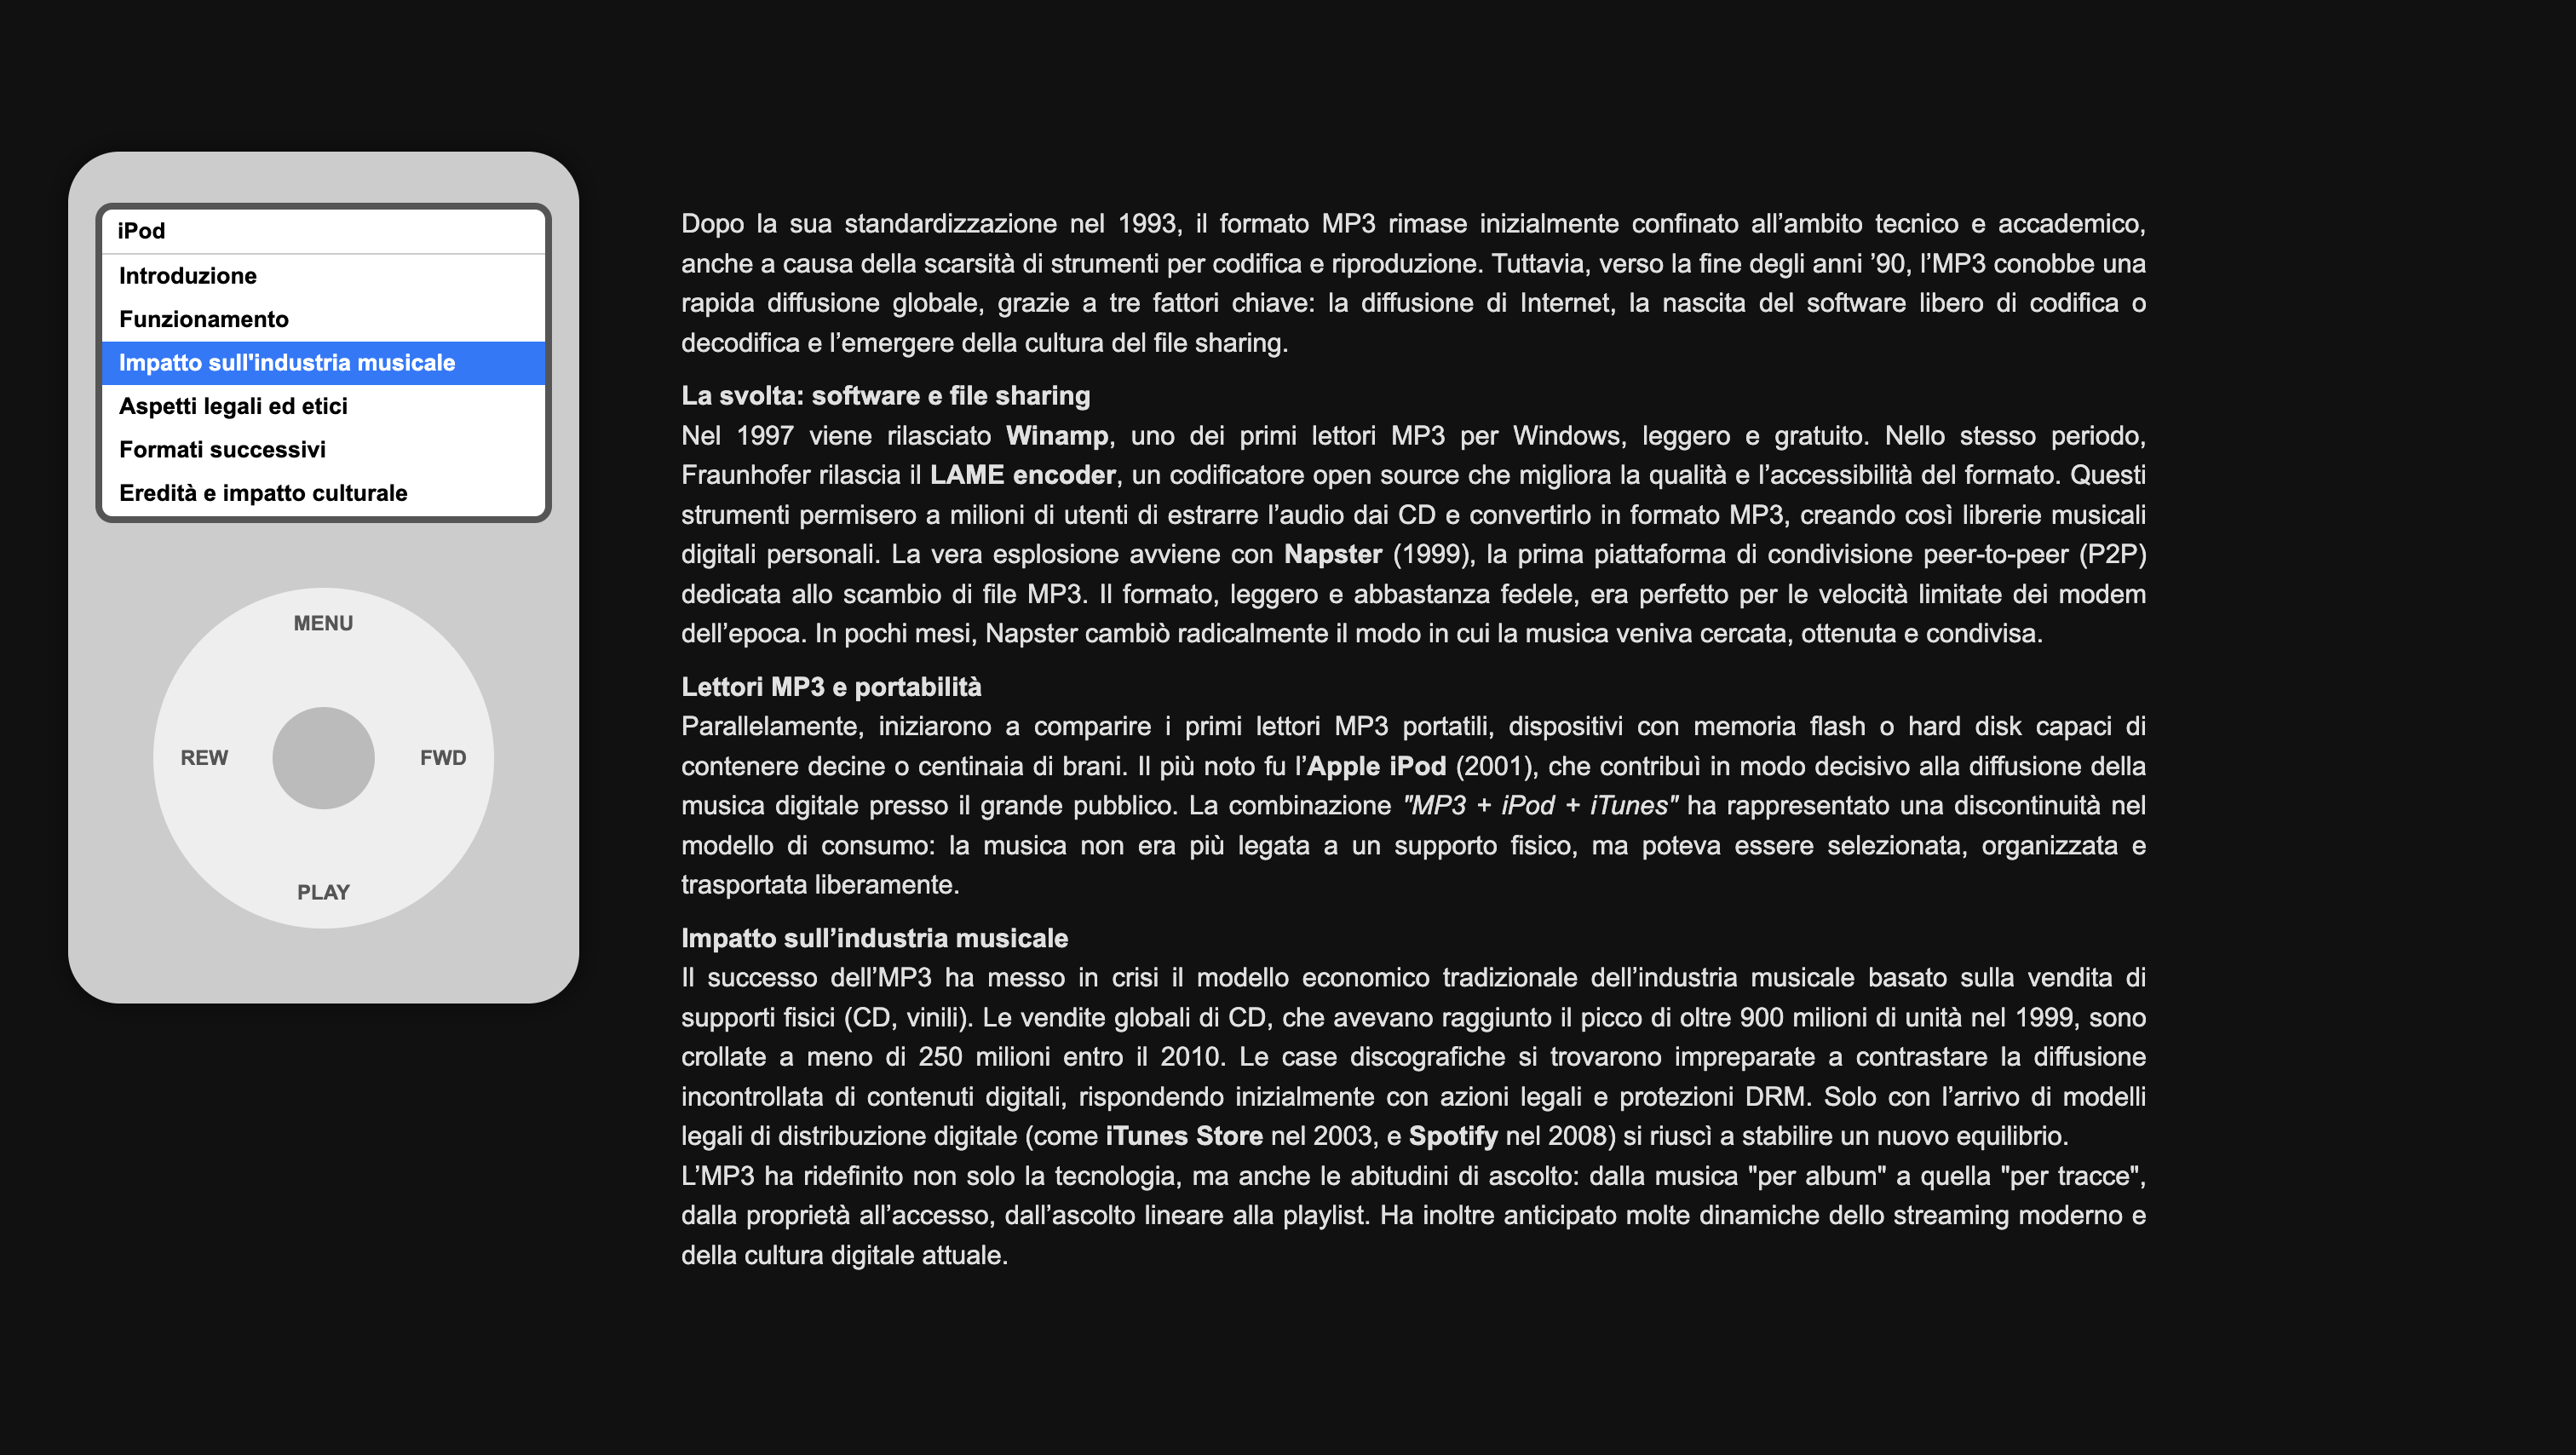 iPod
Introduzione
Funzionamento
Impatto sull'industria musicale
Aspetti legali ed etici
Formati successivi
Eredità e impatto culturale
MENU
REW
FWD
PLAY
Dopo la sua standardizzazione nel 1993, il formato MP3 rimase inizialmente confinato all’ambito tecnico e accademico,
anche a causa della scarsità di strumenti per codifica e riproduzione. Tuttavia, verso la fine degli anni ’90, l’MP3 conobbe una
rapida diffusione globale, grazie a tre fattori chiave: la diffusione di Internet, la nascita del software libero di codifica o
decodifica e l’emergere della cultura del file sharing.
La svolta: software e file sharing
Nel 1997 viene rilasciato Winamp, uno dei primi lettori MP3 per Windows, leggero e gratuito. Nello stesso periodo,
Fraunhofer rilascia il LAME encoder, un codificatore open source che migliora la qualità e l’accessibilità del formato. Questi
strumenti permisero a milioni di utenti di estrarre l’audio dai CD e convertirlo in formato MP3, creando così librerie musicali
digitali personali. La vera esplosione avviene con Napster (1999), la prima piattaforma di condivisione peer-to-peer (P2P)
dedicata allo scambio di file MP3. Il formato, leggero e abbastanza fedele, era perfetto per le velocità limitate dei modem
dell’epoca. In pochi mesi, Napster cambiò radicalmente il modo in cui la musica veniva cercata, ottenuta e condivisa.
Lettori MP3 e portabilità
Parallelamente, iniziarono a comparire i primi lettori MP3 portatili, dispositivi con memoria flash o hard disk capaci di
contenere decine o centinaia di brani. Il più noto fu l’Apple iPod (2001), che contribuì in modo decisivo alla diffusione della
musica digitale presso il grande pubblico. La combinazione "MP3 + iPod + iTunes" ha rappresentato una discontinuità nel
modello di consumo: la musica non era più legata a un supporto fisico, ma poteva essere selezionata, organizzata e
trasportata liberamente.
Impatto sull’industria musicale
Il successo dell’MP3 ha messo in crisi il modello economico tradizionale dell’industria musicale basato sulla vendita di
supporti fisici (CD, vinili). Le vendite globali di CD, che avevano raggiunto il picco di oltre 900 milioni di unità nel 1999, sono
crollate a meno di 250 milioni entro il 2010. Le case discografiche si trovarono impreparate a contrastare la diffusione
incontrollata di contenuti digitali, rispondendo inizialmente con azioni legali e protezioni DRM. Solo con l’arrivo di modelli
legali di distribuzione digitale (come iTunes Store nel 2003, e Spotify nel 2008) si riuscì a stabilire un nuovo equilibrio.
L’MP3 ha ridefinito non solo la tecnologia, ma anche le abitudini di ascolto: dalla musica "per album" a quella "per tracce",
dalla proprietà all’accesso, dall’ascolto lineare alla playlist. Ha inoltre anticipato molte dinamiche dello streaming moderno e
della cultura digitale attuale.